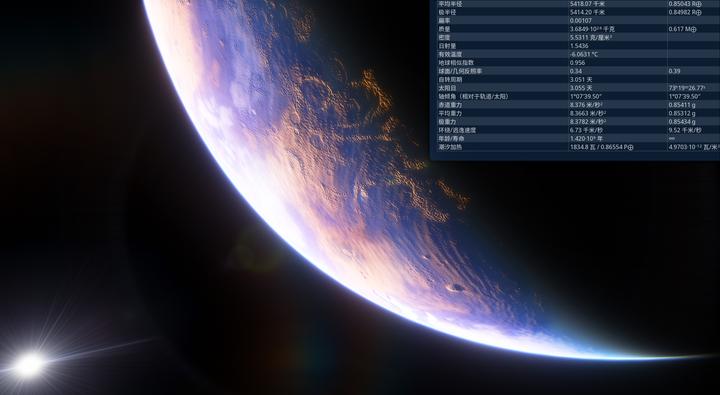 平均半径 5418.07 千米 0.85043 R⊕
极半径 5414.20 千米 0.84982 R⊕
扁率 0.00107
质量 3.6849·10²⁴ 千克 0.617 M⊕
密度 5.5311 克/厘米³
日射量 1.5436
有效温度 -6.0631 °C
地球相似指数 0.956
球面/几何反照率 0.34 0.39
自转周期 3.051 天
太阳日 3.055 天 73ʰ19ᵐ26.77ˢ
轴倾角（相对于轨道/太阳） 1°07'39.50" 1°07'39.50"
赤道重力 8.376 米/秒² 0.85411 g
平均重力 8.3663 米/秒² 0.85312 g
极重力 8.3782 米/秒² 0.85434 g
环绕/逃逸速度 6.73 千米/秒 9.52 千米/秒
年龄/寿命 1.420·10⁹ 年 ∞
潮汐加热 1834.8 瓦 / 0.86554 P⊕ 4.9703·10⁻¹² 瓦/米